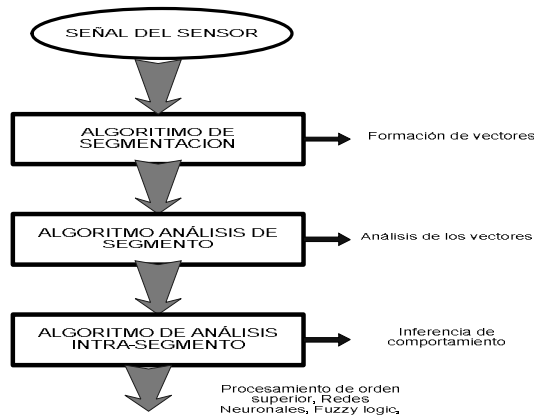 SEÑAL DEL SENSOR
ALGORITIMO DE
SEGMENTACION
Formación de vectores
ALGORITMO ANÁLISIS DE
SEGMENTO
Análisis de los vectores
ALGORITMO DE ANÁLISIS
INTRA-SEGMENTO
Inferencia de
comportamiento
Procesamiento de orden
superior, Redes
Neuronales, Fuzzy logic,